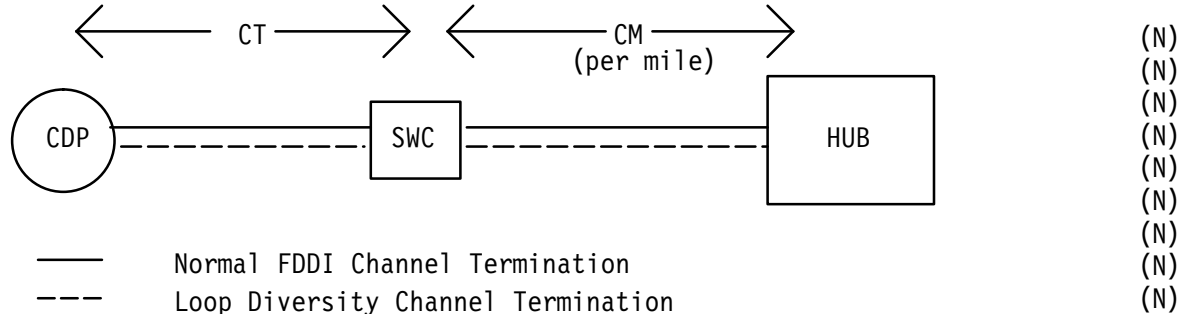 CT CM (N)
(per mile) (N)
(N)
CDP SWC HUB (N)
(N)
(N)
(N)
Normal FDDI Channel Termination (N)
Loop Diversity Channel Termination (N)